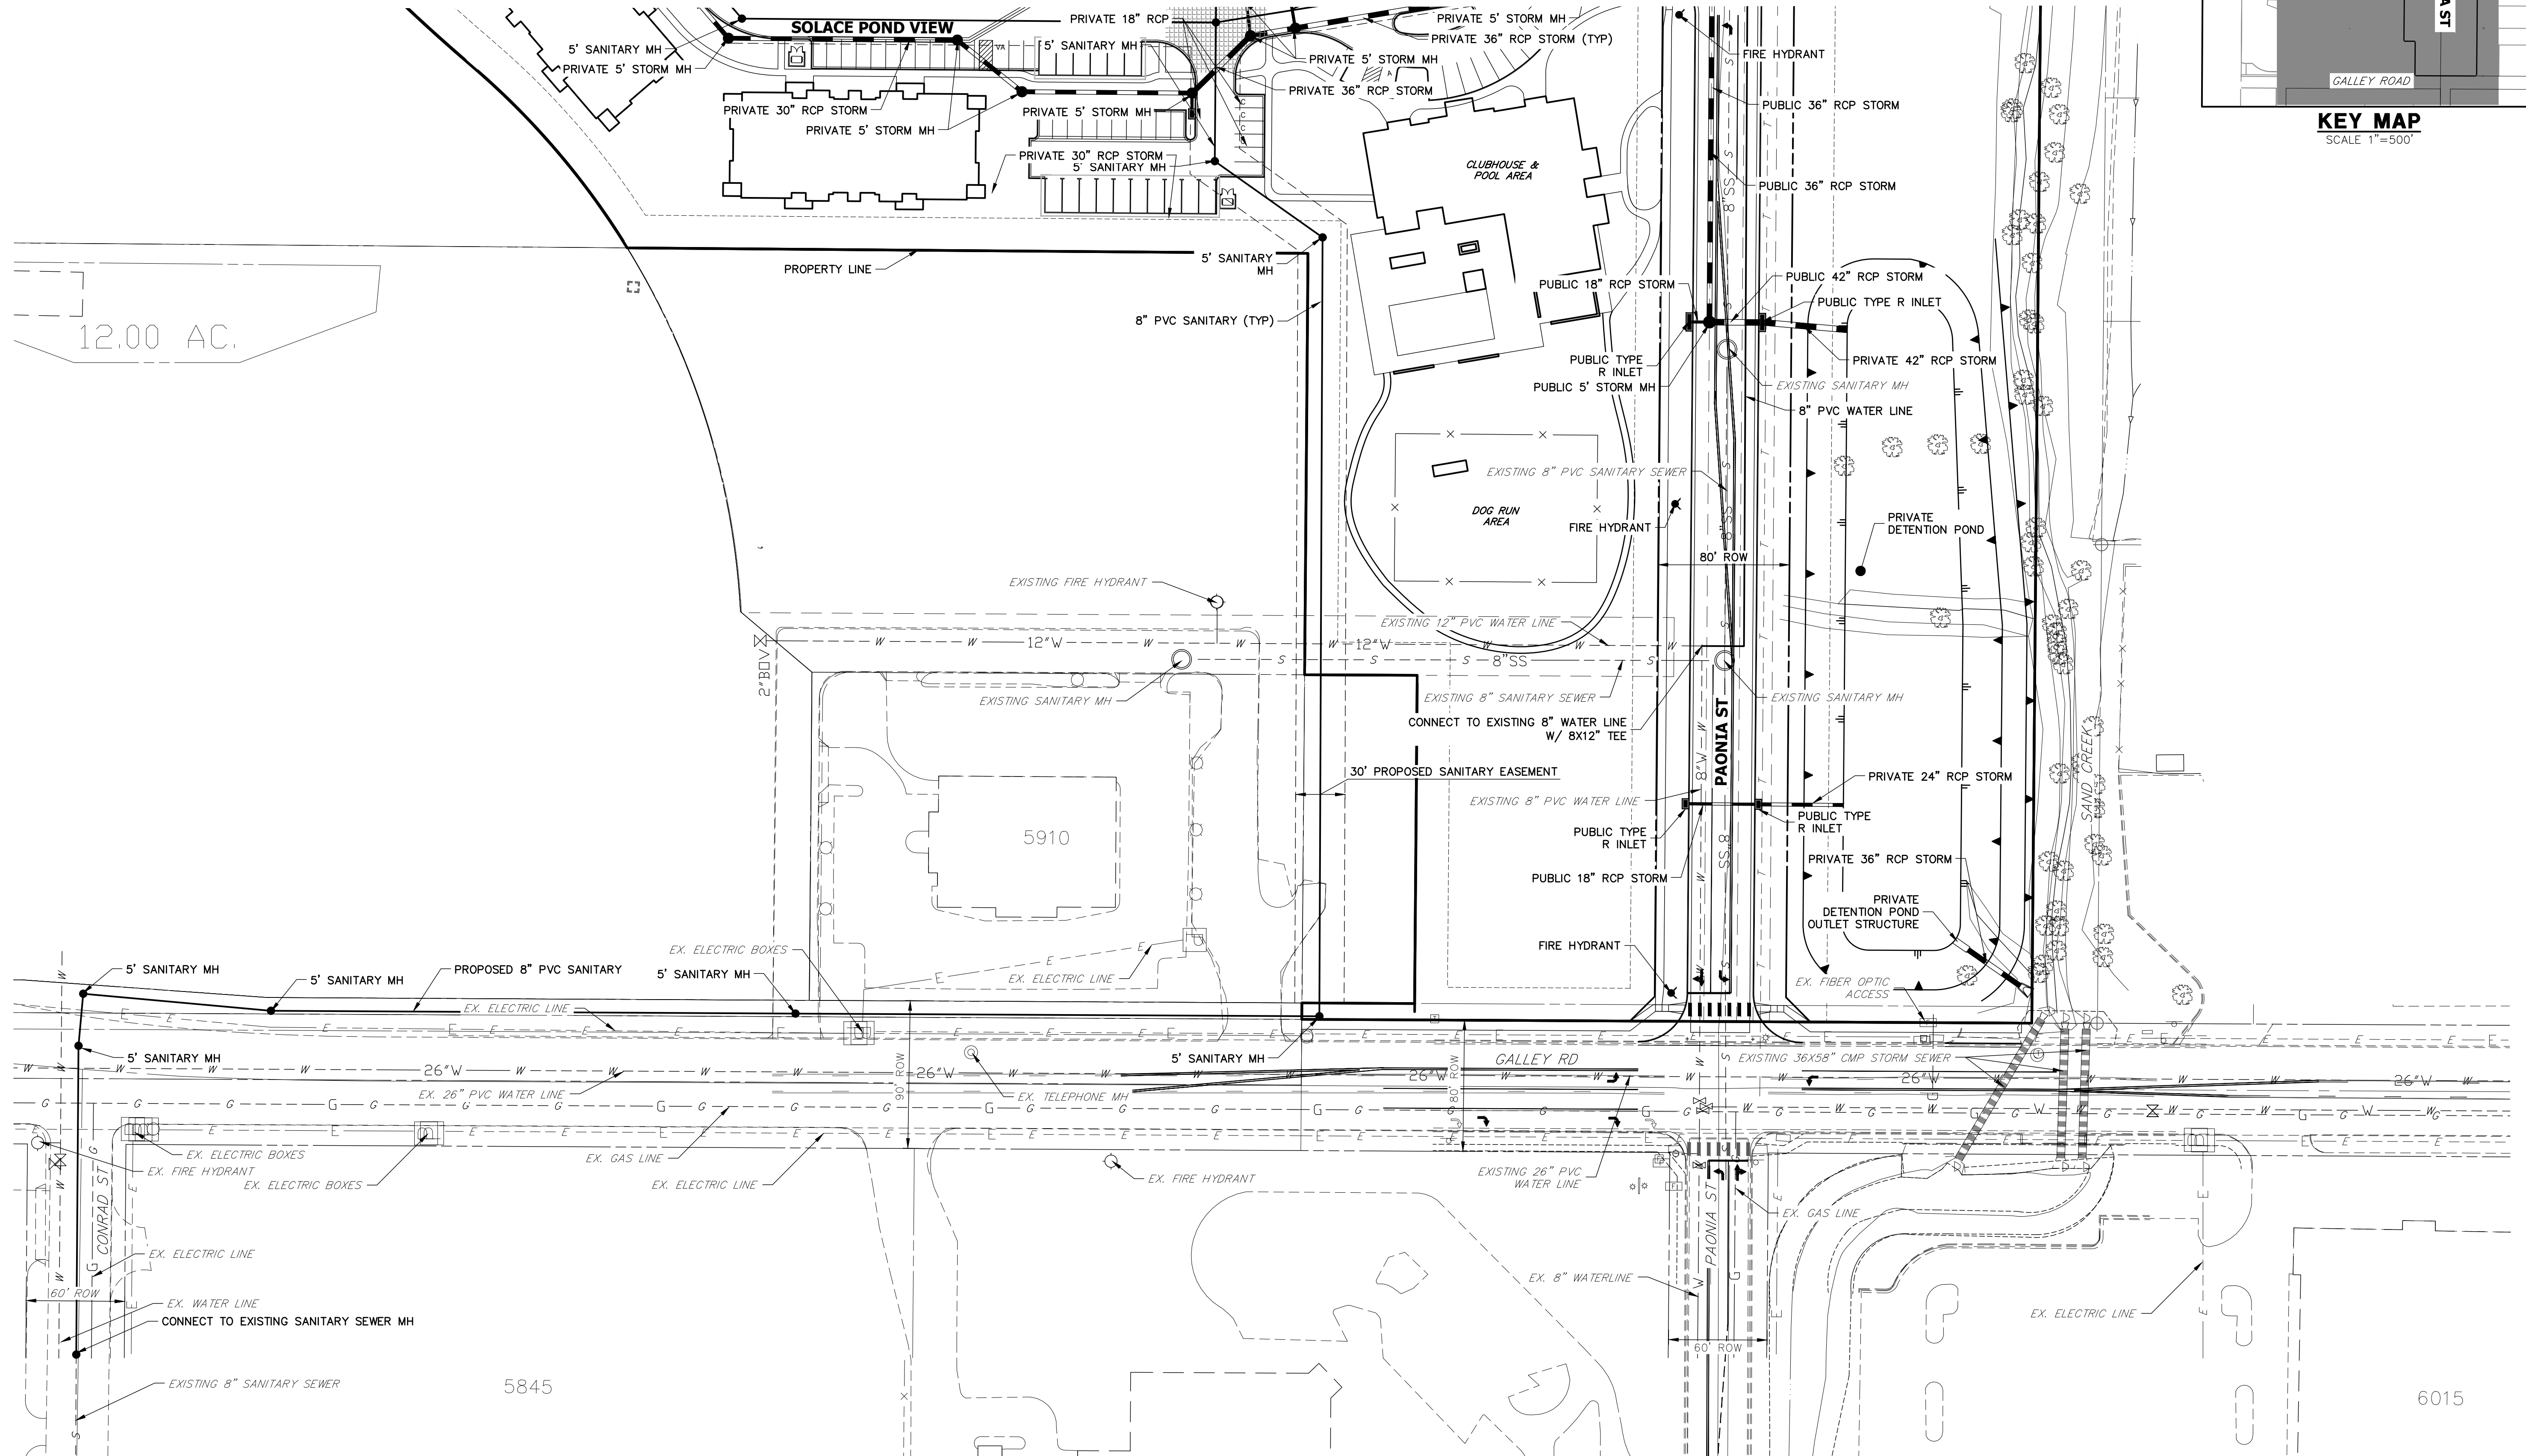 A ST
GALLEY ROAD
KEY MAP
SCALE 1"=500'
PRIVATE 18" RCP
SOLACE POND VIEW
5' SANITARY MH
PRIVATE 5' STORM MH
VA
5' SANITARY MH
PRIVATE 5' STORM MH
PRIVATE 36" RCP STORM (TYP)
PRIVATE 5' STORM MH
A
PRIVATE 36" RCP STORM
FIRE HYDRANT
PRIVATE 30" RCP STORM
PRIVATE 5' STORM MH
PRIVATE 5' STORM MH
C
C
C
C
PUBLIC 36" RCP STORM
PRIVATE 30" RCP STORM
5' SANITARY MH
CLUBHOUSE &
POOL AREA
PUBLIC 36" RCP STORM
8"SS
PROPERTY LINE
5' SANITARY
MH
12.00 AC.
8" PVC SANITARY (TYP)
PUBLIC 18" RCP STORM
PUBLIC 42" RCP STORM
PUBLIC TYPE R INLET
PUBLIC TYPE
R INLET
PRIVATE 42" RCP STORM
PUBLIC 5' STORM MH
EXISTING SANITARY MH
8" PVC WATER LINE
EXISTING 8" PVC SANITARY SEWER
8"SS
DOG RUN
AREA
FIRE HYDRANT
PRIVATE
DETENTION POND
80' ROW
EXISTING FIRE HYDRANT
EXISTING 12" PVC WATER LINE
2"BOV
12"W
12"W
8"SS
EXISTING SANITARY MH
EXISTING 8" SANITARY SEWER
EXISTING SANITARY MH
CONNECT TO EXISTING 8" WATER LINE
W/ 8X12" TEE
PAONIA ST
8"W
SAND CREEK
30' PROPOSED SANITARY EASEMENT
PRIVATE 24" RCP STORM
EXISTING 8" PVC WATER LINE
5910
PUBLIC TYPE
R INLET
PUBLIC TYPE
R INLET
8"SS
PUBLIC 18" RCP STORM
PRIVATE 36" RCP STORM
PRIVATE
DETENTION POND
OUTLET STRUCTURE
FIRE HYDRANT
EX. ELECTRIC BOXES
EX. ELECTRIC LINE
EX. FIBER OPTIC
ACCESS
5' SANITARY MH
5' SANITARY MH
PROPOSED 8" PVC SANITARY
5' SANITARY MH
EX. ELECTRIC LINE
5' SANITARY MH
5' SANITARY MH
GALLEY RD
EXISTING 36X58" CMP STORM SEWER
26"W
26"W
26"W
26"W
26"W
90' ROW
80' ROW
EX. 26" PVC WATER LINE
EX. TELEPHONE MH
EX. ELECTRIC BOXES
EX. FIRE HYDRANT
EX. ELECTRIC BOXES
EX. GAS LINE
EX. ELECTRIC LINE
EX. FIRE HYDRANT
EXISTING 26" PVC
WATER LINE
CONRAD ST
PAONIA ST
EX. GAS LINE
EX. ELECTRIC LINE
60' ROW
EX. WATER LINE
CONNECT TO EXISTING SANITARY SEWER MH
EX. 8" WATERLINE
EX. ELECTRIC LINE
60' ROW
EXISTING 8" SANITARY SEWER
5845
6015